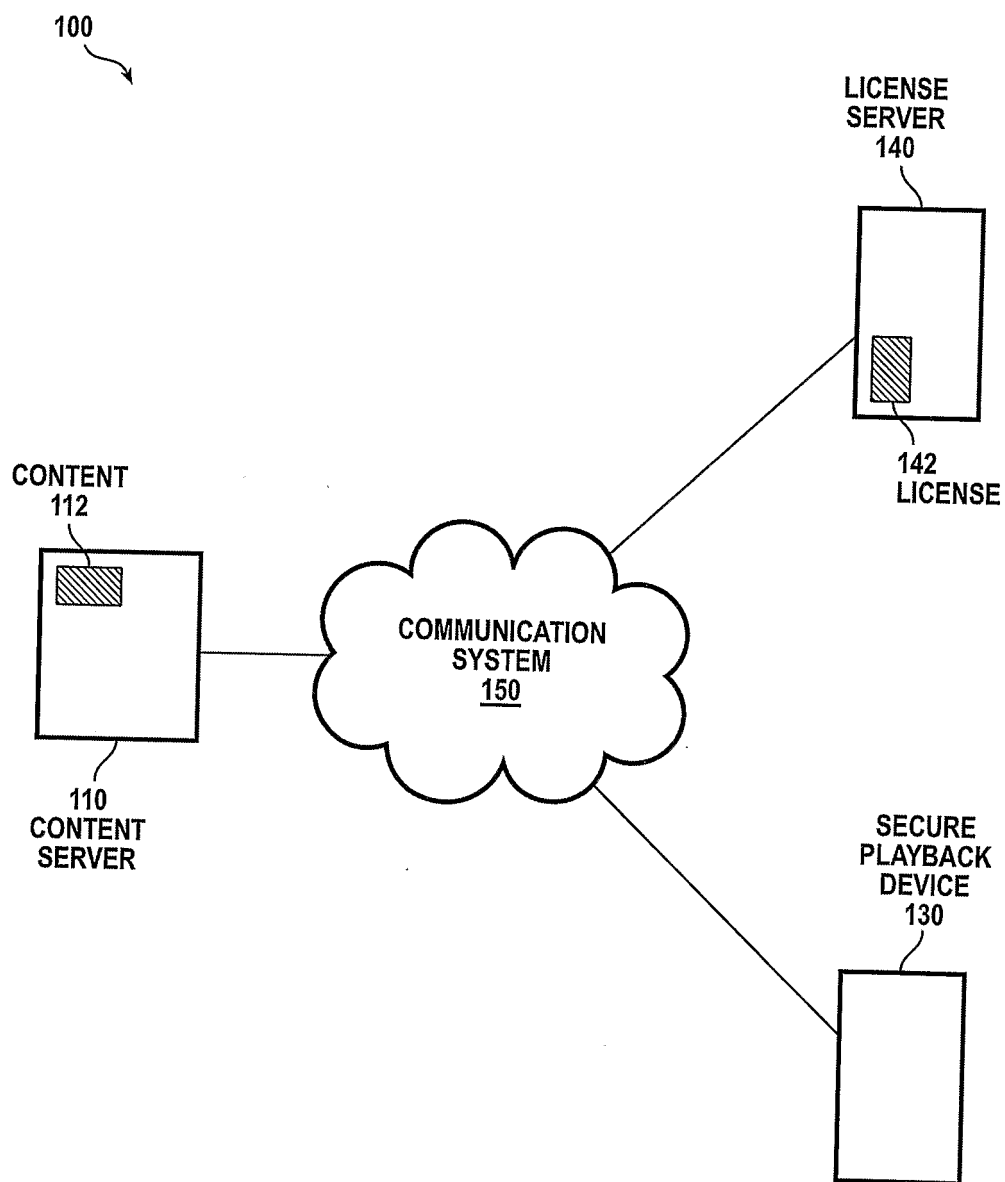 100
LICENSE
SERVER
140
142
LICENSE
CONTENT
112
COMMUNICATION
SYSTEM
150
110
CONTENT
SERVER
SECURE
PLAYBACK
DEVICE
130